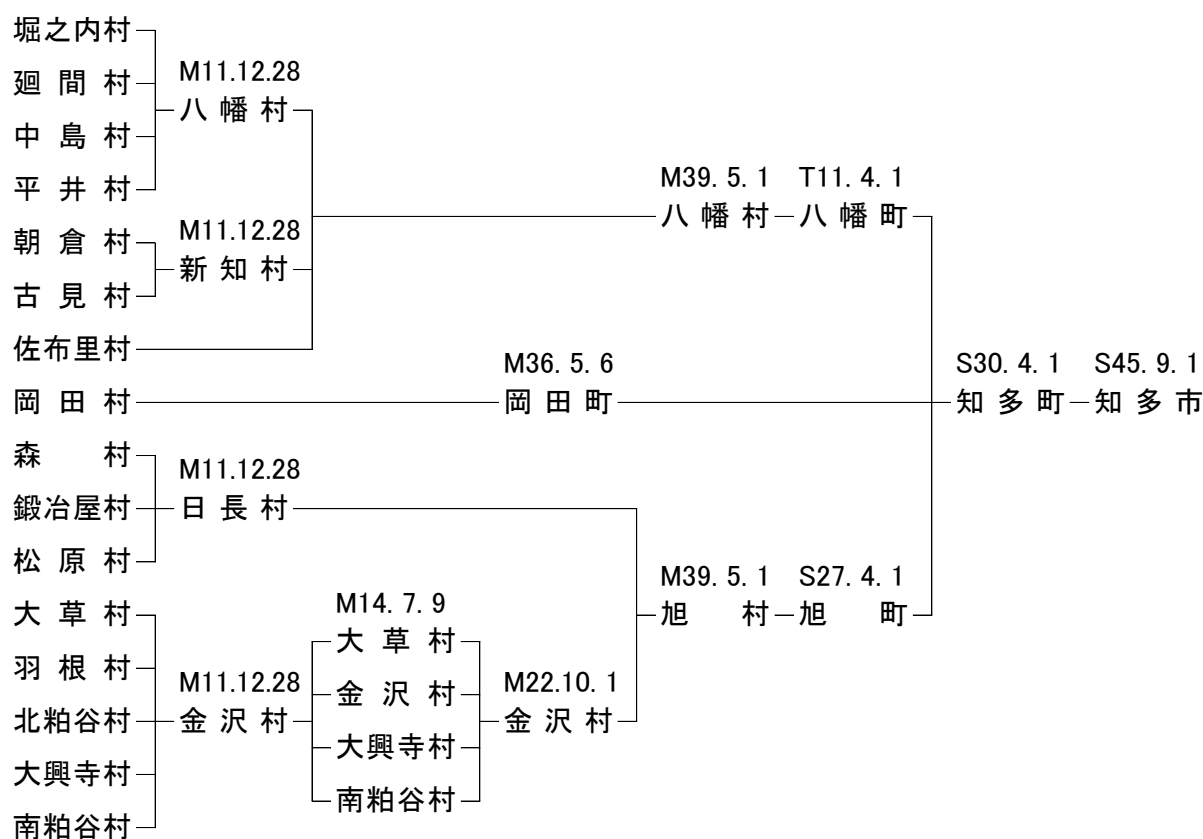 堀之内村
廻間村
中島村
平井村
朝倉村
古見村
佐布里村
岡田村
森村
鍛冶屋村
松原村
大草村
羽根村
北粕谷村
大興寺村
南粕谷村
M11.12.28
八幡村
M11.12.28
新知村
M11.12.28
日長村
M11.12.28
金沢村
M14. 7. 9
大草村
金沢村
大興寺村
南粕谷村
M36. 5. 6
岡田町
M22.10. 1
金沢村
M39. 5. 1
八幡村
M39. 5. 1
旭村
T11. 4. 1
八幡町
S27. 4. 1
旭町
S30. 4. 1
知多町
S45. 9. 1
知多市